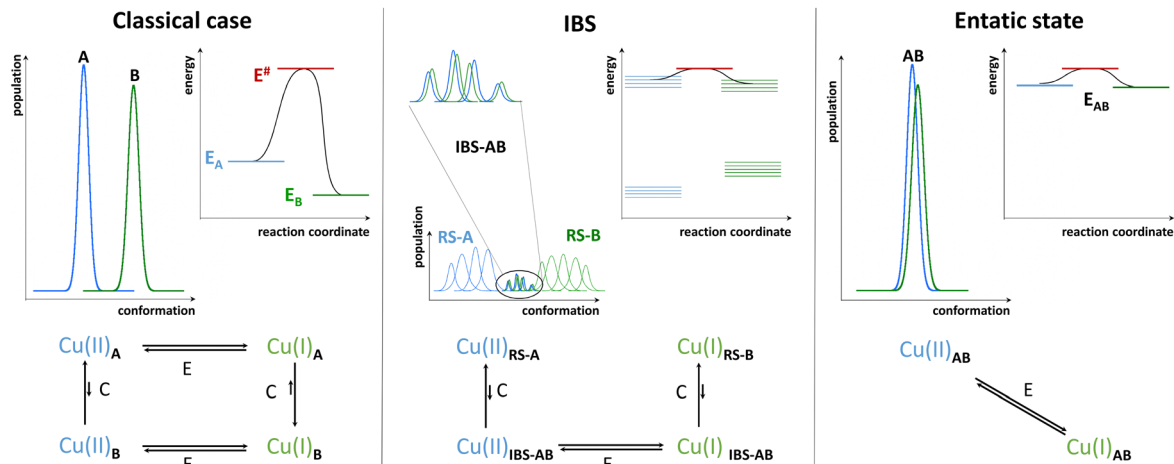 Classical case
A
B
population
conformation
energy
E#
EA
EB
reaction coordinate
Cu(II)A
Cu(I)A
E
C
C
Cu(II)B
Cu(I)B
E
IBS
IBS-AB
population
RS-A
RS-B
conformation
energy
reaction coordinate
Cu(II)RS-A
Cu(I)RS-B
C
C
Cu(II)IBS-AB
Cu(I) IBS-AB
E
Entatic state
AB
population
conformation
energy
EAB
reaction coordinate
Cu(II)AB
E
Cu(I)AB